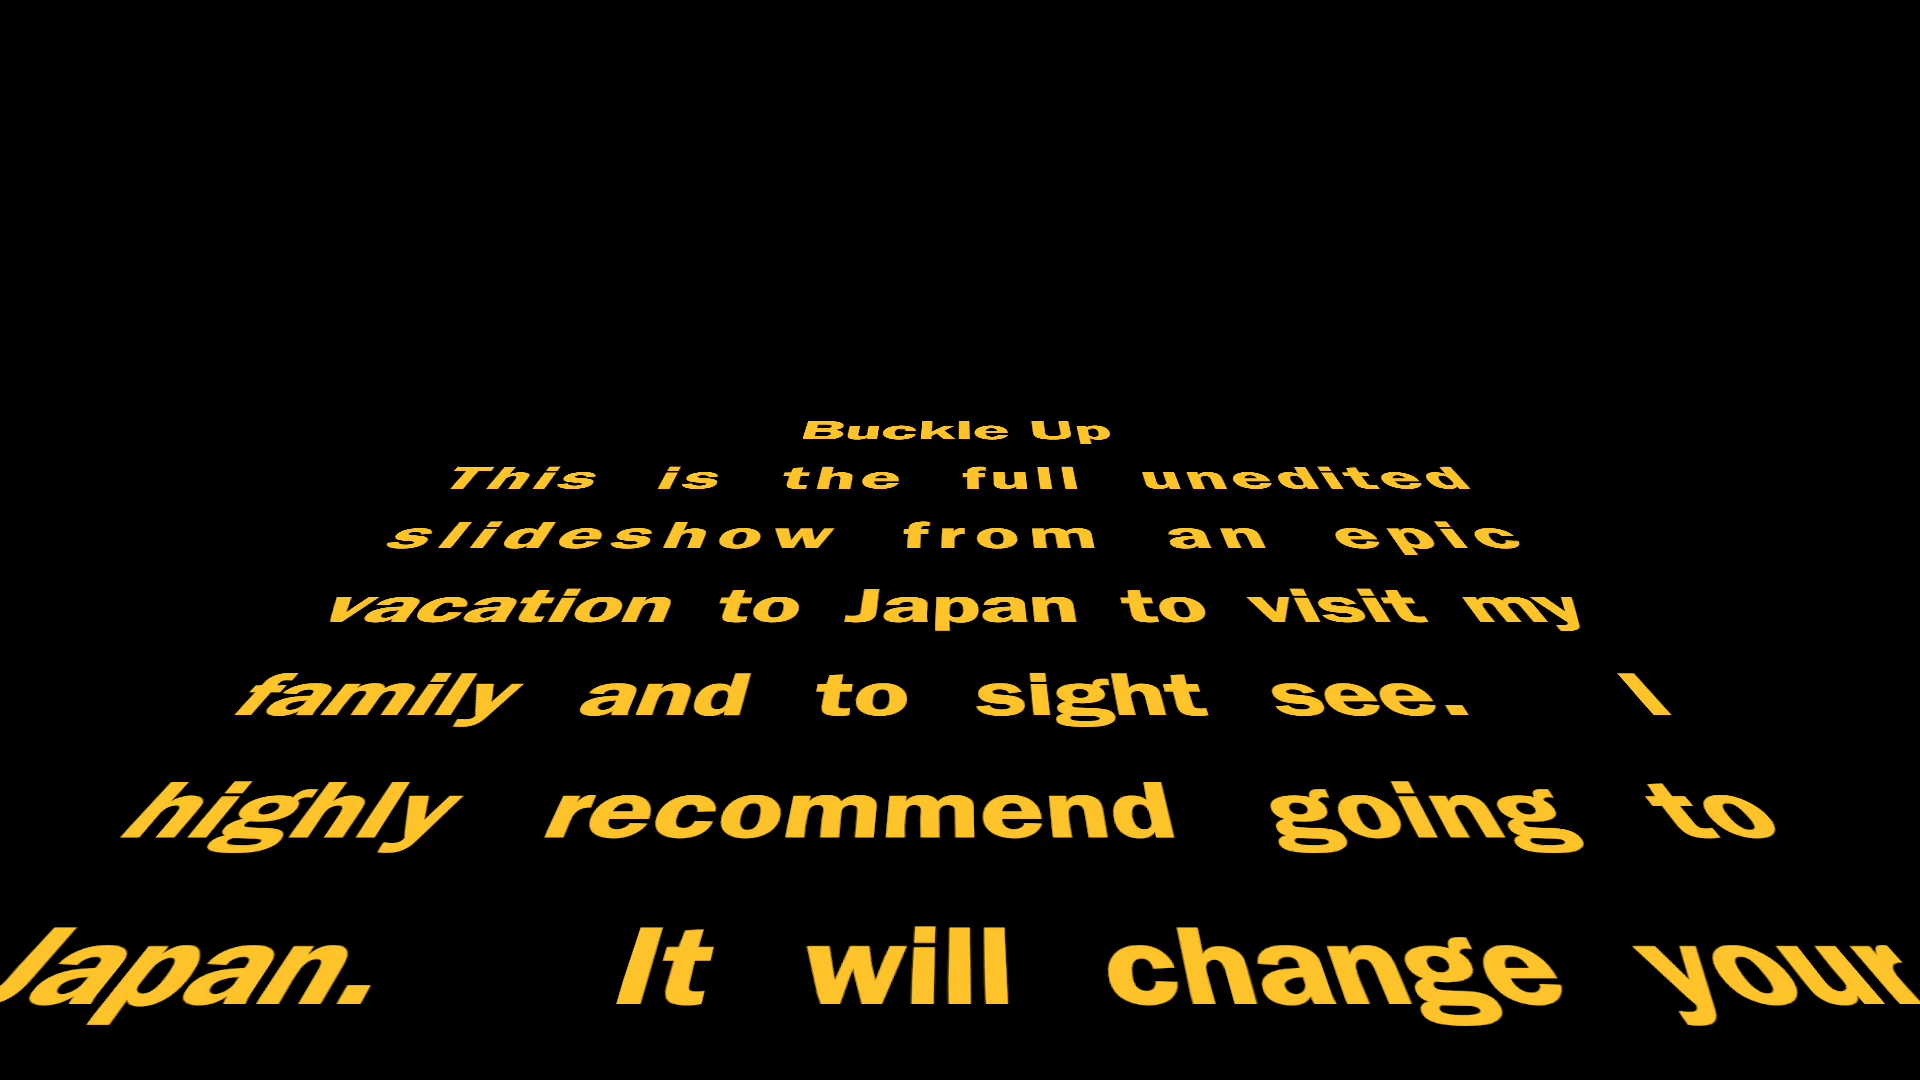 Buckle Up
This is the full unedited
slideshow from an epic
vacation to Japan to visit my
family and to sight see. I
highly recommend going to
Japan. It will change your